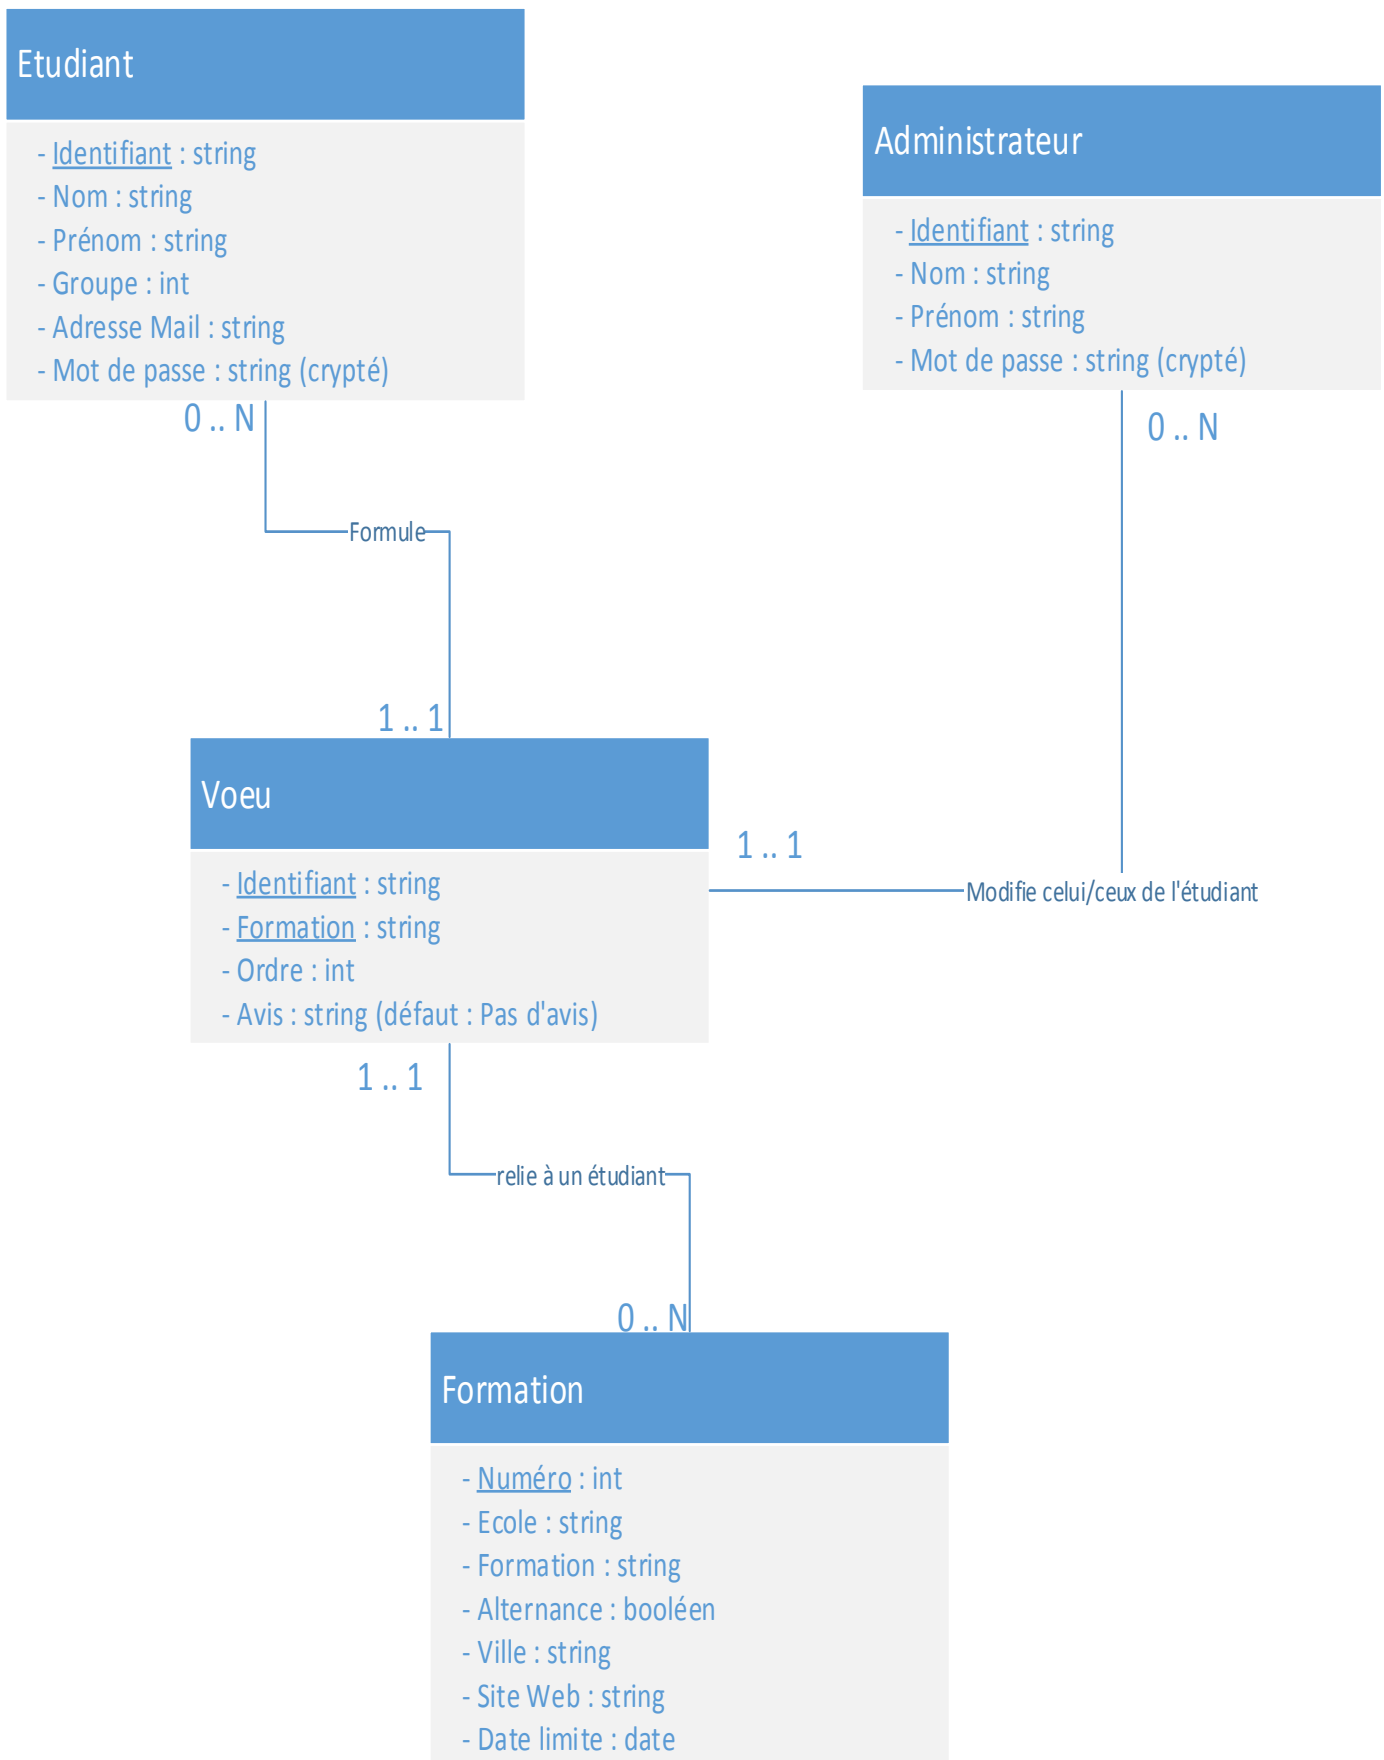 Etudiant
- Identifiant : string
- Nom : string
- Prénom : string
- Groupe : int
- Adresse Mail : string
- Mot de passe : string (crypté)
0 .. N
Administrateur
- Identifiant : string
- Nom : string
- Prénom : string
- Mot de passe : string (crypté)
0 .. N
Formule
1 .. 1
Voeu
- Identifiant : string
- Formation : string
- Ordre : int
- Avis : string (défaut : Pas d'avis)
1 .. 1
Modifie celui/ceux de l'étudiant
1 .. 1
relie à un étudiant
0 .. N
Formation
- Numéro : int
- Ecole : string
- Formation : string
- Alternance : booléen
- Ville : string
- Site Web : string
- Date limite : date